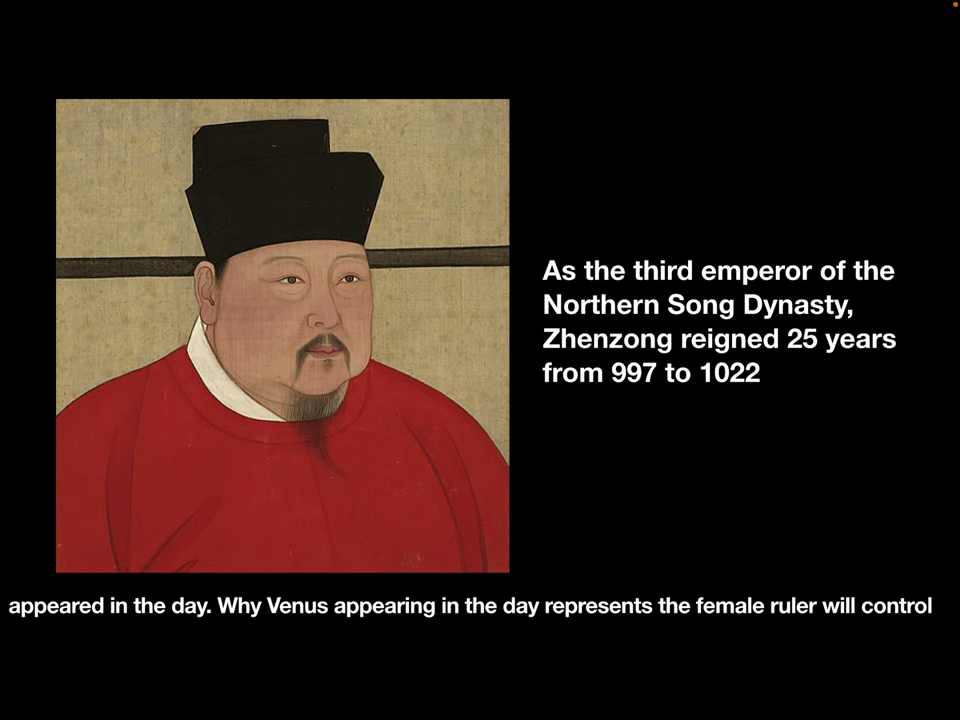 As the third emperor of the
Northern Song Dynasty,
Zhenzong reigned 25 years
from 997 to 1022
appeared in the day. Why Venus appearing in the day represents the female ruler will control